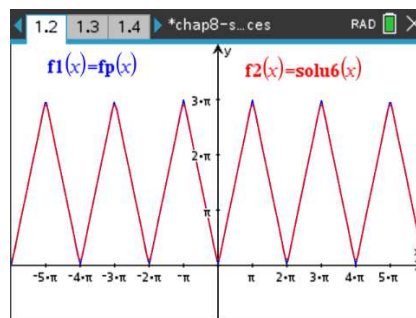 1.2 1.3 1.4 *chap8-s…ces RAD
y
f1(x)=fp(x) f2(x)=solu6(x)
3·π
2·π
π
-5·π -4·π -3·π -2·π -π π 2·π 3·π 4·π 5·π